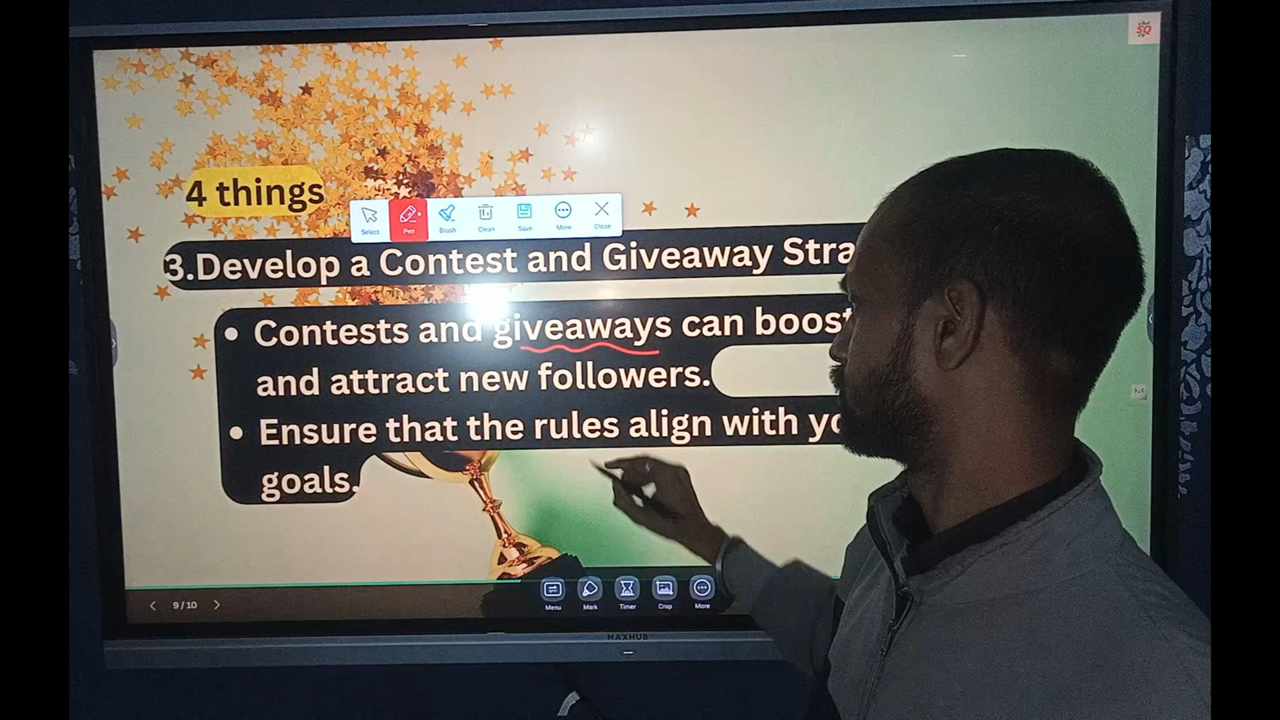 SQ
4 things
Select Pen Brush Clean Save More Close
3.Develop a Contest and Giveaway
Contests and giveaways can boost
and attract new followers.
Ensure that the rules align with
goals.
9/10
Menu Mark Timer Crop More
MAXHUB